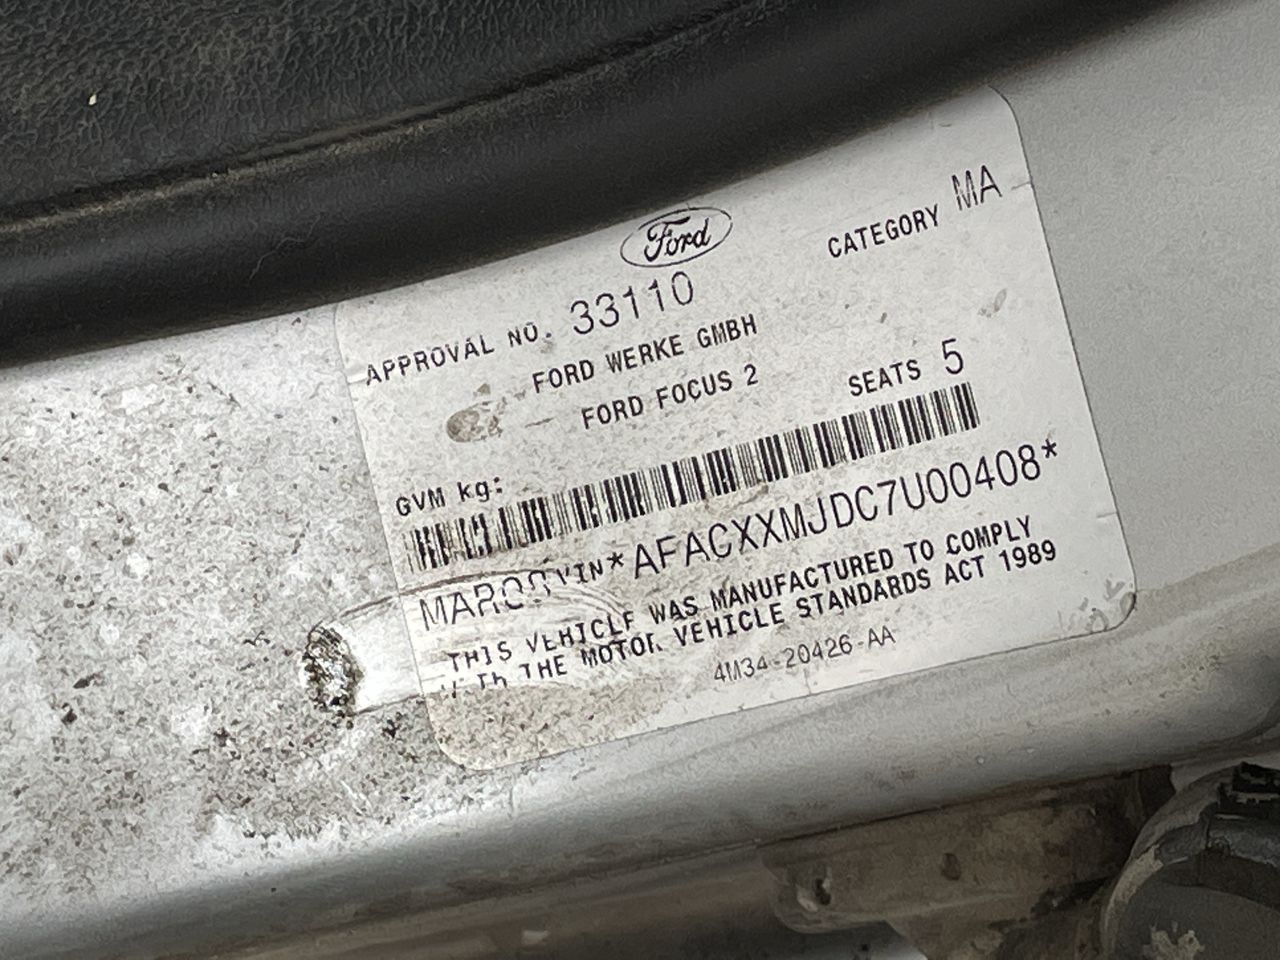 Ford
CATEGORY MA
APPROVAL NO. 33110
FORD WERKE GMBH
FORD FOCUS 2
SEATS 5
GVM kg:
VIN*AFACXXMJDC7U00408*
THIS VEHICLE WAS MANUFACTURED TO COMPLY
WITH THE MOTOR VEHICLE STANDARDS ACT 1989
4M34-20426-AA